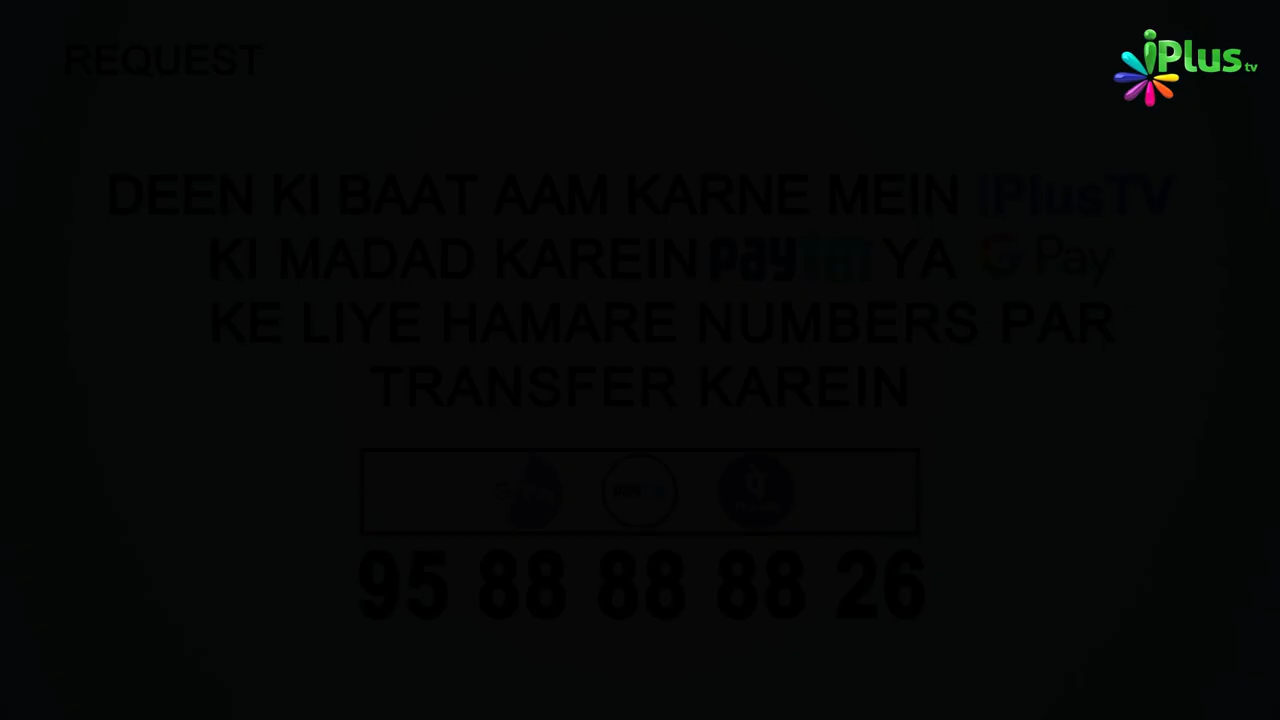 iPlus tv
REQUEST
DEEN KI BAAT AAM KARNE MEIN iPlusTV
KI MADAD KAREIN paytm YA G Pay
KE LIYE HAMARE NUMBERS PAR
TRANSFER KAREIN
95 88 88 88 26